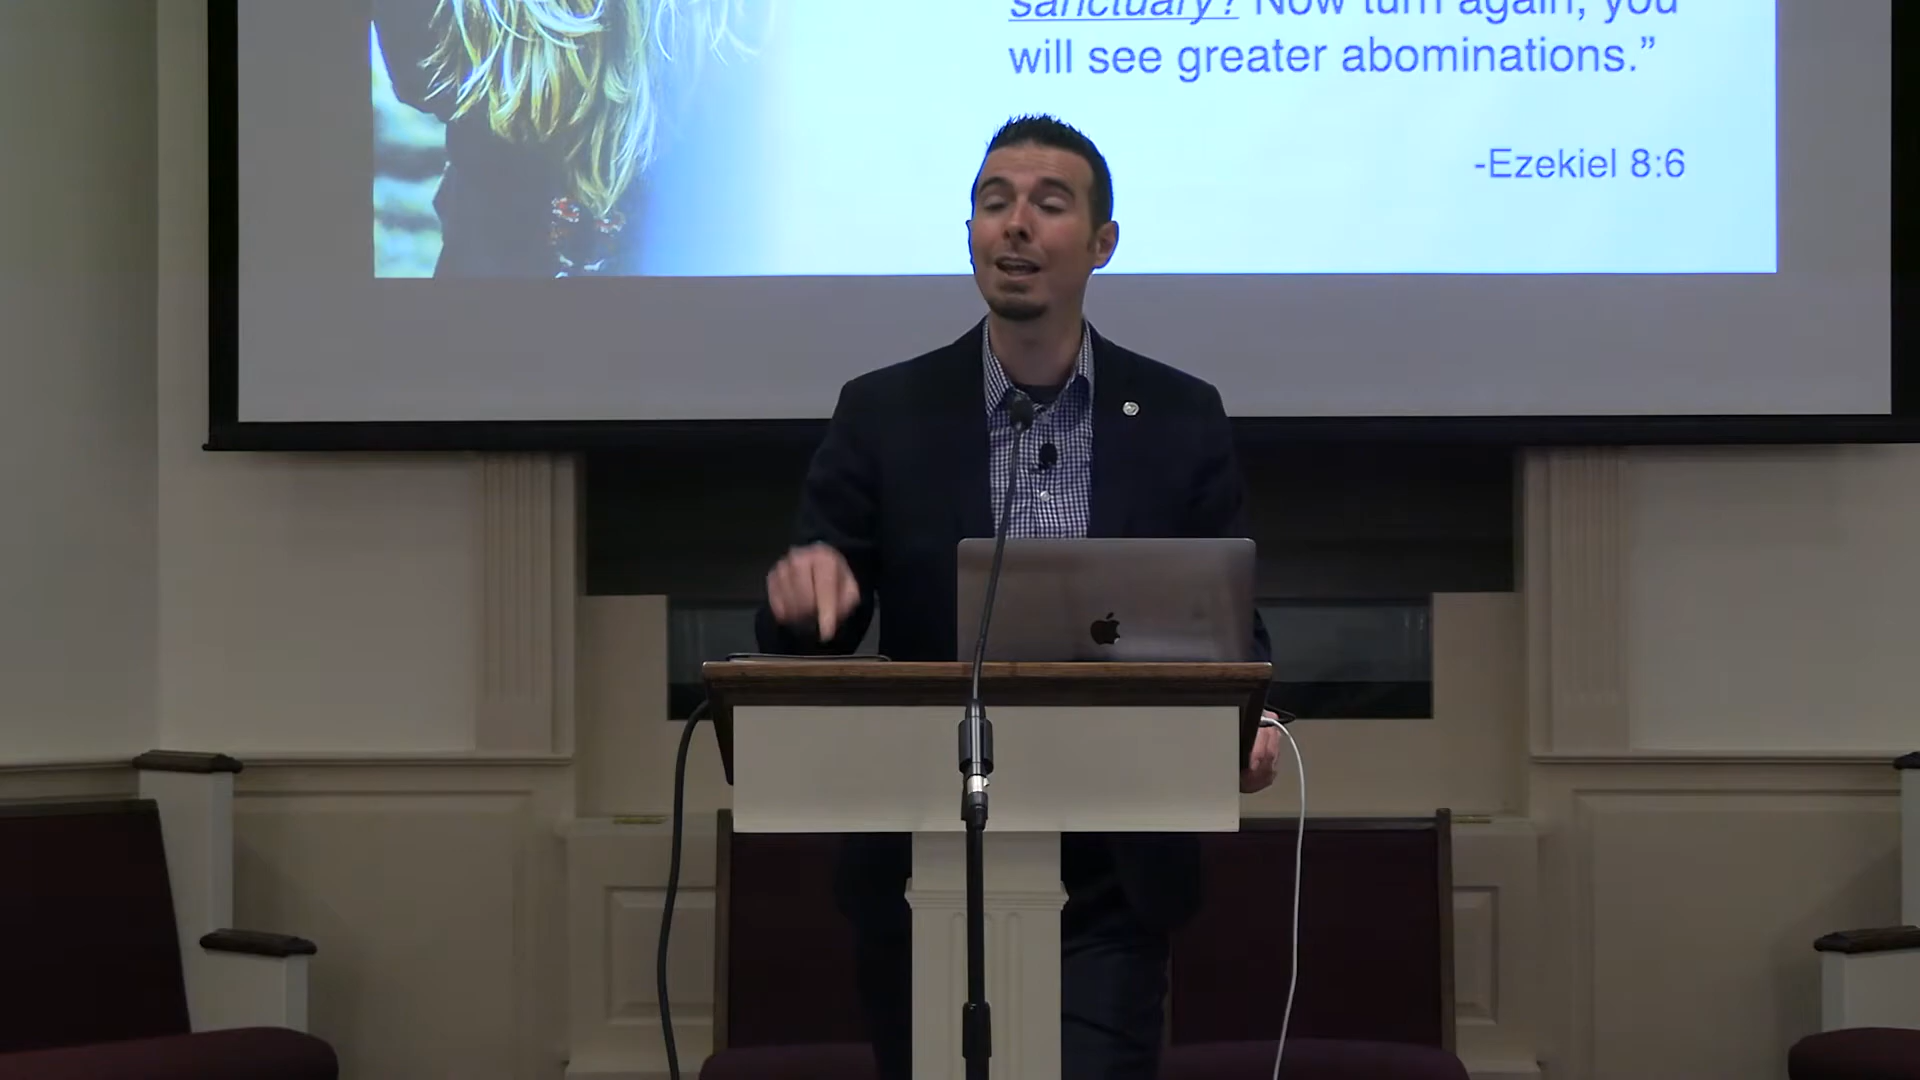 sanctuary? Now turn again, you
will see greater abominations.”
-Ezekiel 8:6